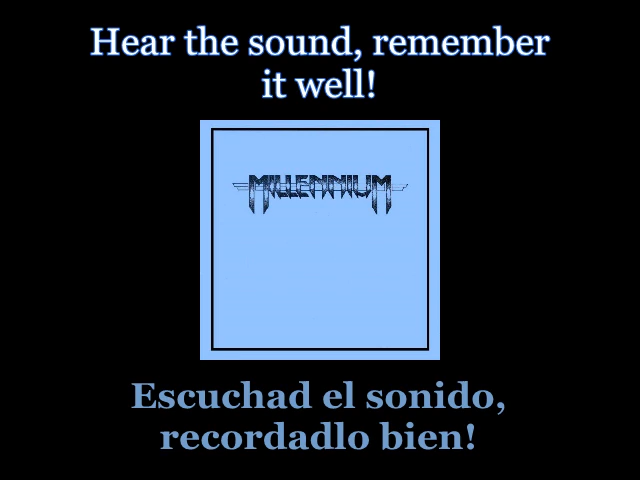 Hear the sound, remember
it well!
MILLENNIUM
Escuchad el sonido,
recordadlo bien!